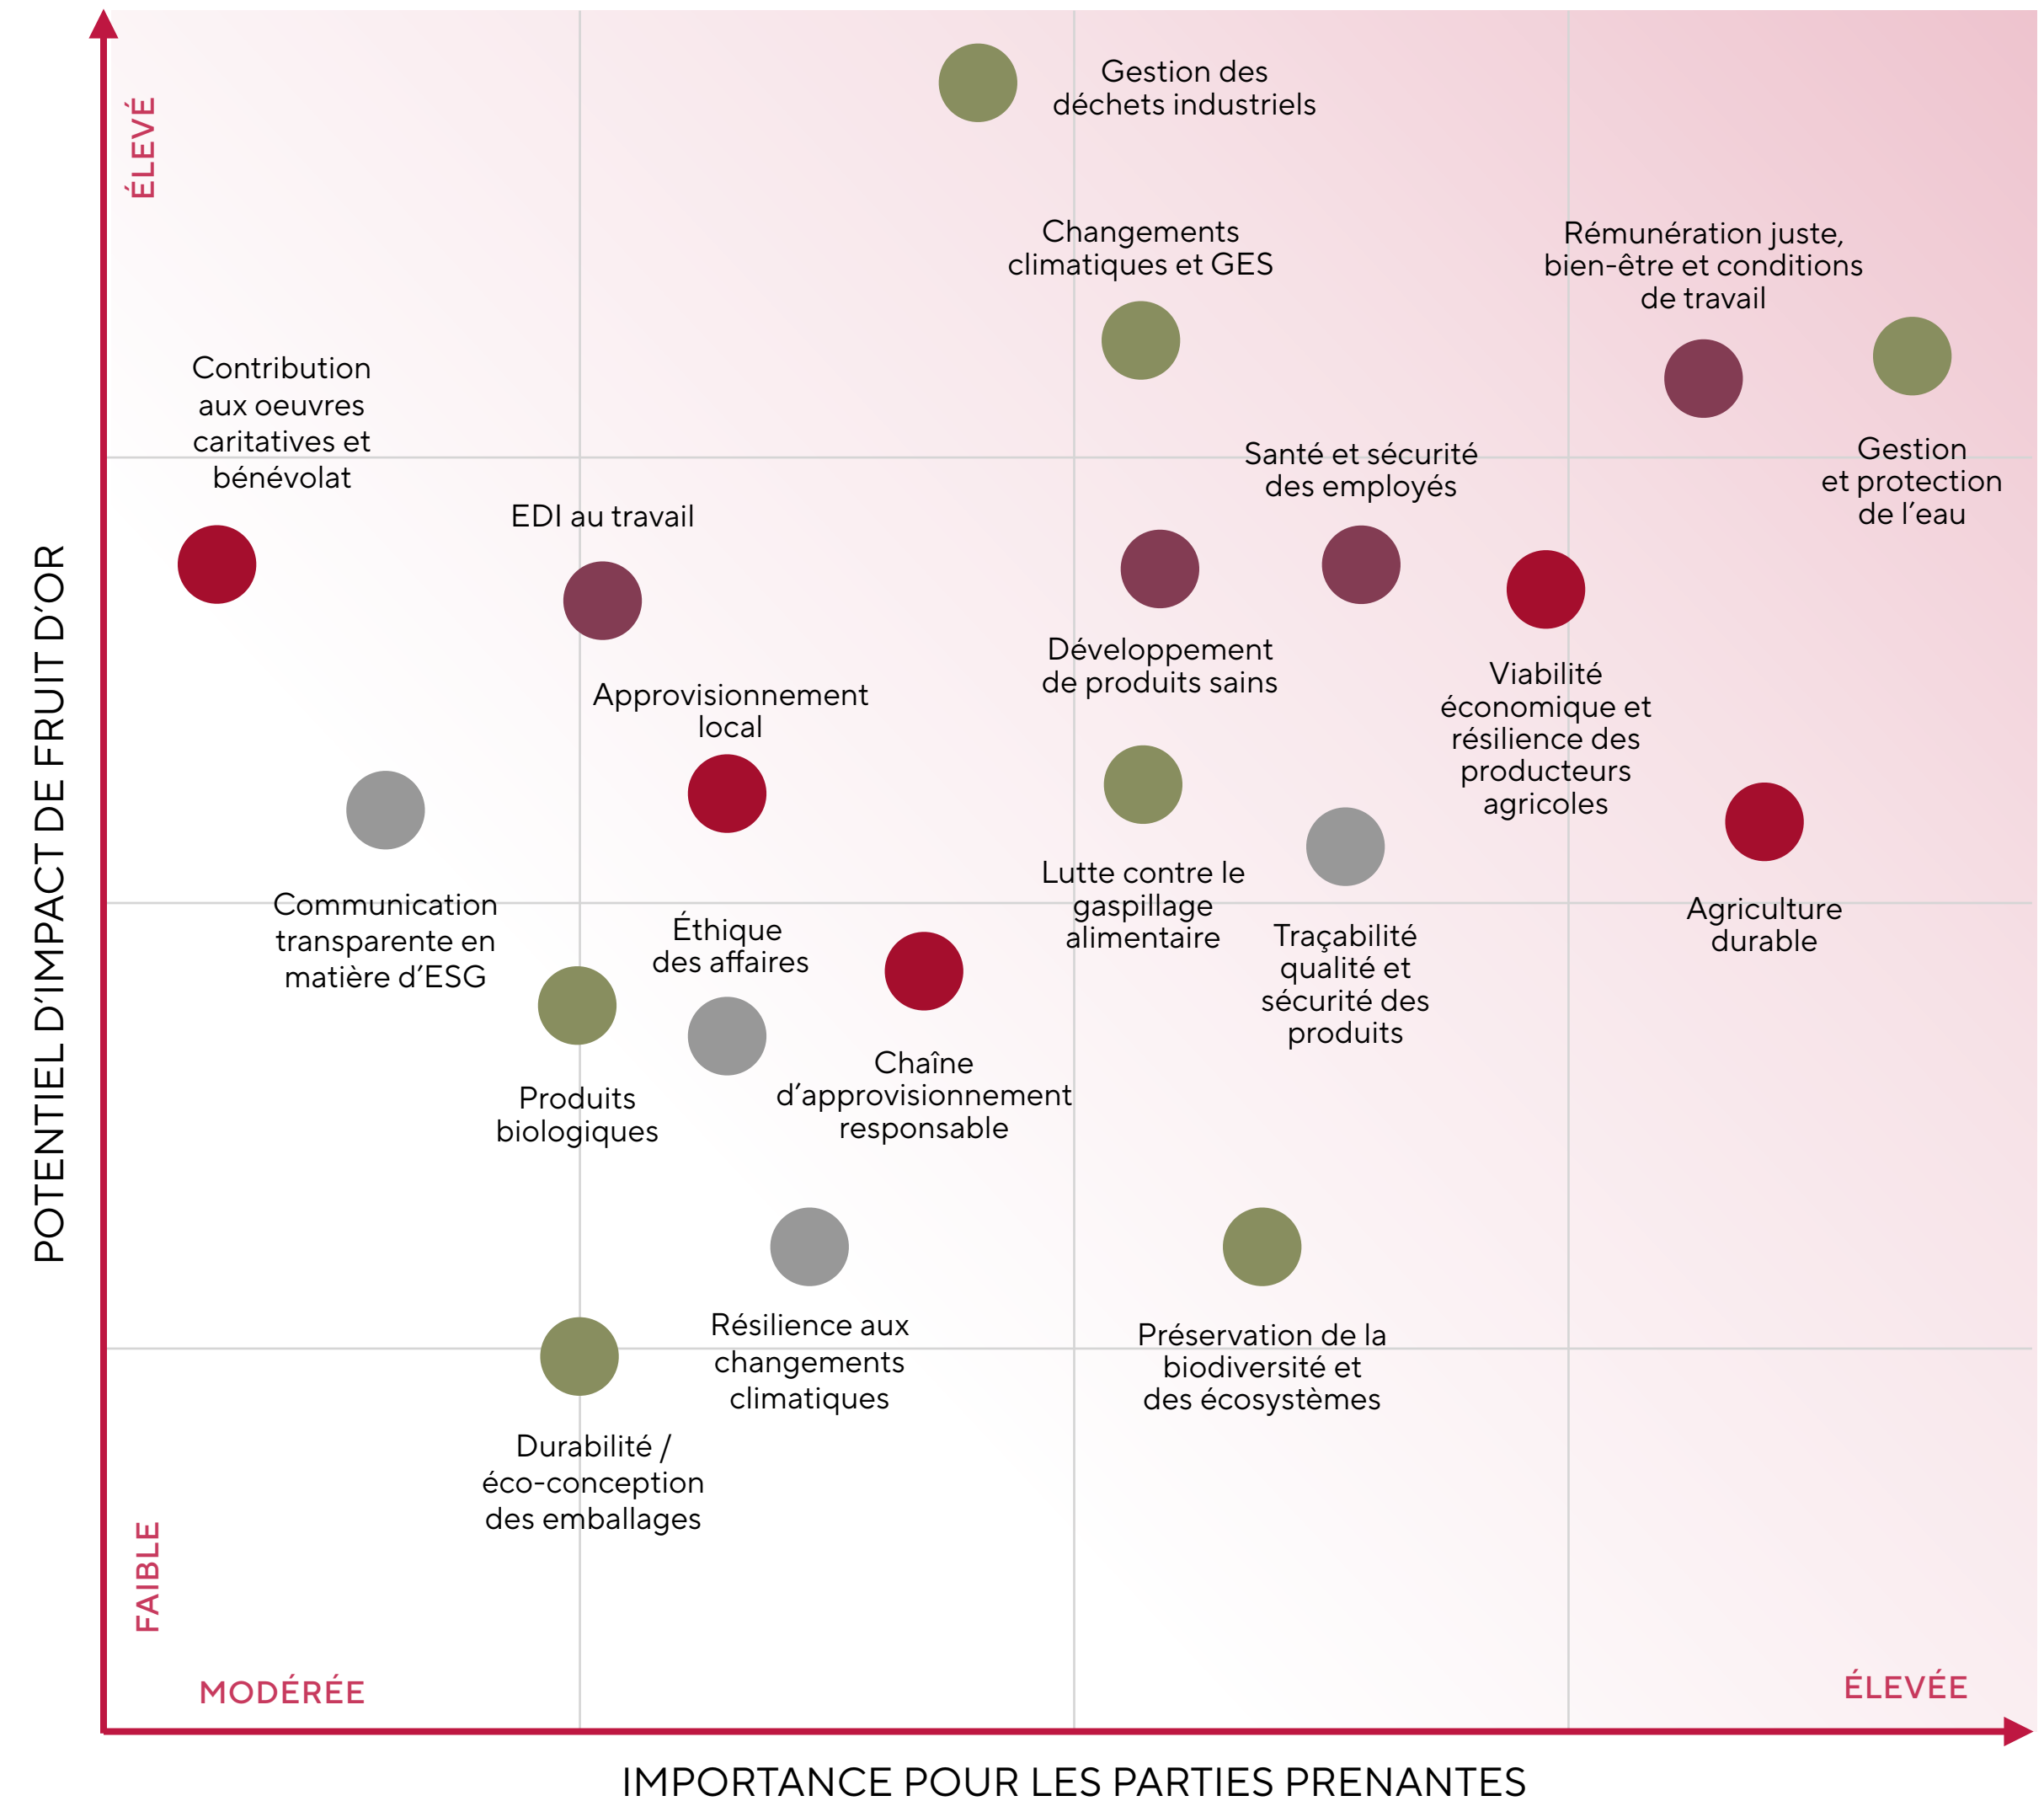 ÉLEVÉ
Gestion des
déchets industriels
Changements
climatiques et GES
Rémunération juste,
bien-être et conditions
de travail
Contribution
aux oeuvres
caritatives et
bénévolat
Santé et sécurité
des employés
Gestion
et protection
de l’eau
EDI au travail
Développement
de produits sains
Viabilité
économique et
résilience des
producteurs
agricoles
Approvisionnement
local
POTENTIEL D’IMPACT DE FRUIT D’OR
Communication
transparente en
matière d’ESG
Éthique
des affaires
Lutte contre le
gaspillage
alimentaire
Traçabilité
qualité et
sécurité des
produits
Agriculture
durable
Produits
biologiques
Chaîne
d’approvisionnement
responsable
Résilience aux
changements
climatiques
Préservation de la
biodiversité et
des écosystèmes
Durabilité /
éco-conception
des emballages
FAIBLE
MODÉRÉE
ÉLEVÉE
IMPORTANCE POUR LES PARTIES PRENANTES